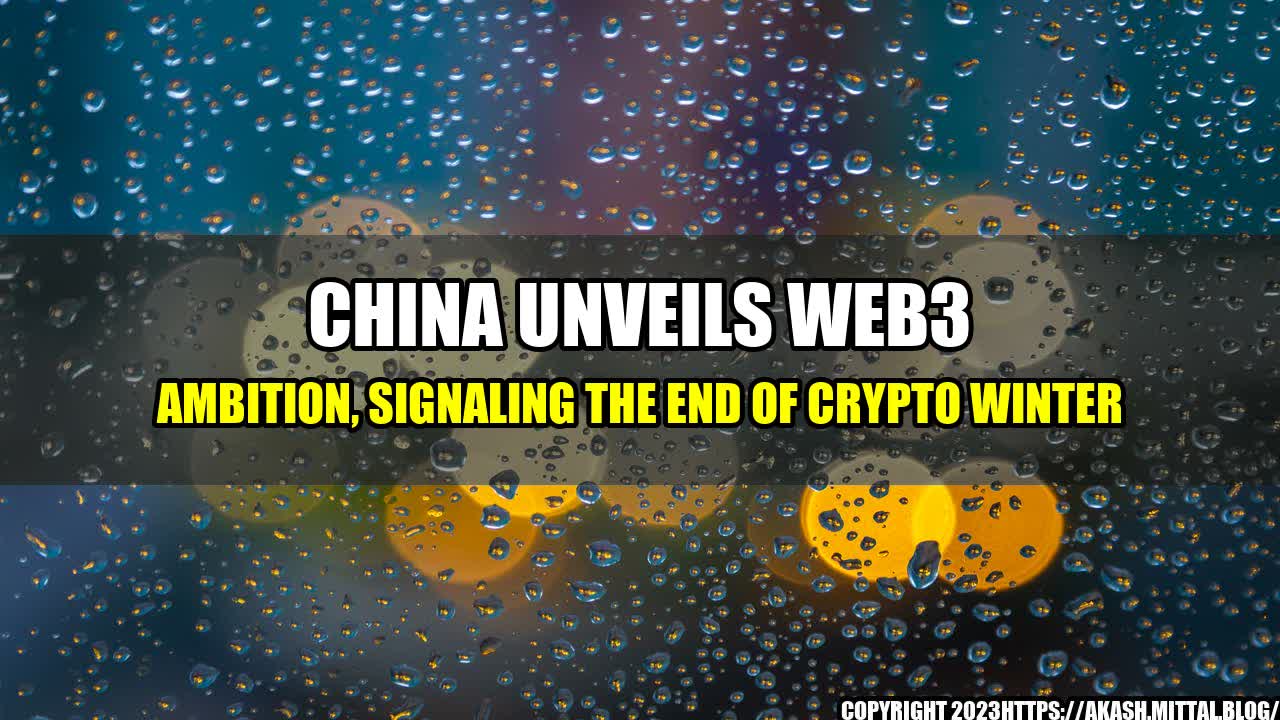 CHINA UNVEILS WEB3
AMBITION, SIGNALING THE END OF CRYPTO WINTER
COPYRIGHT 2023HTTPS://AKASH.MITTAL.BLOG/